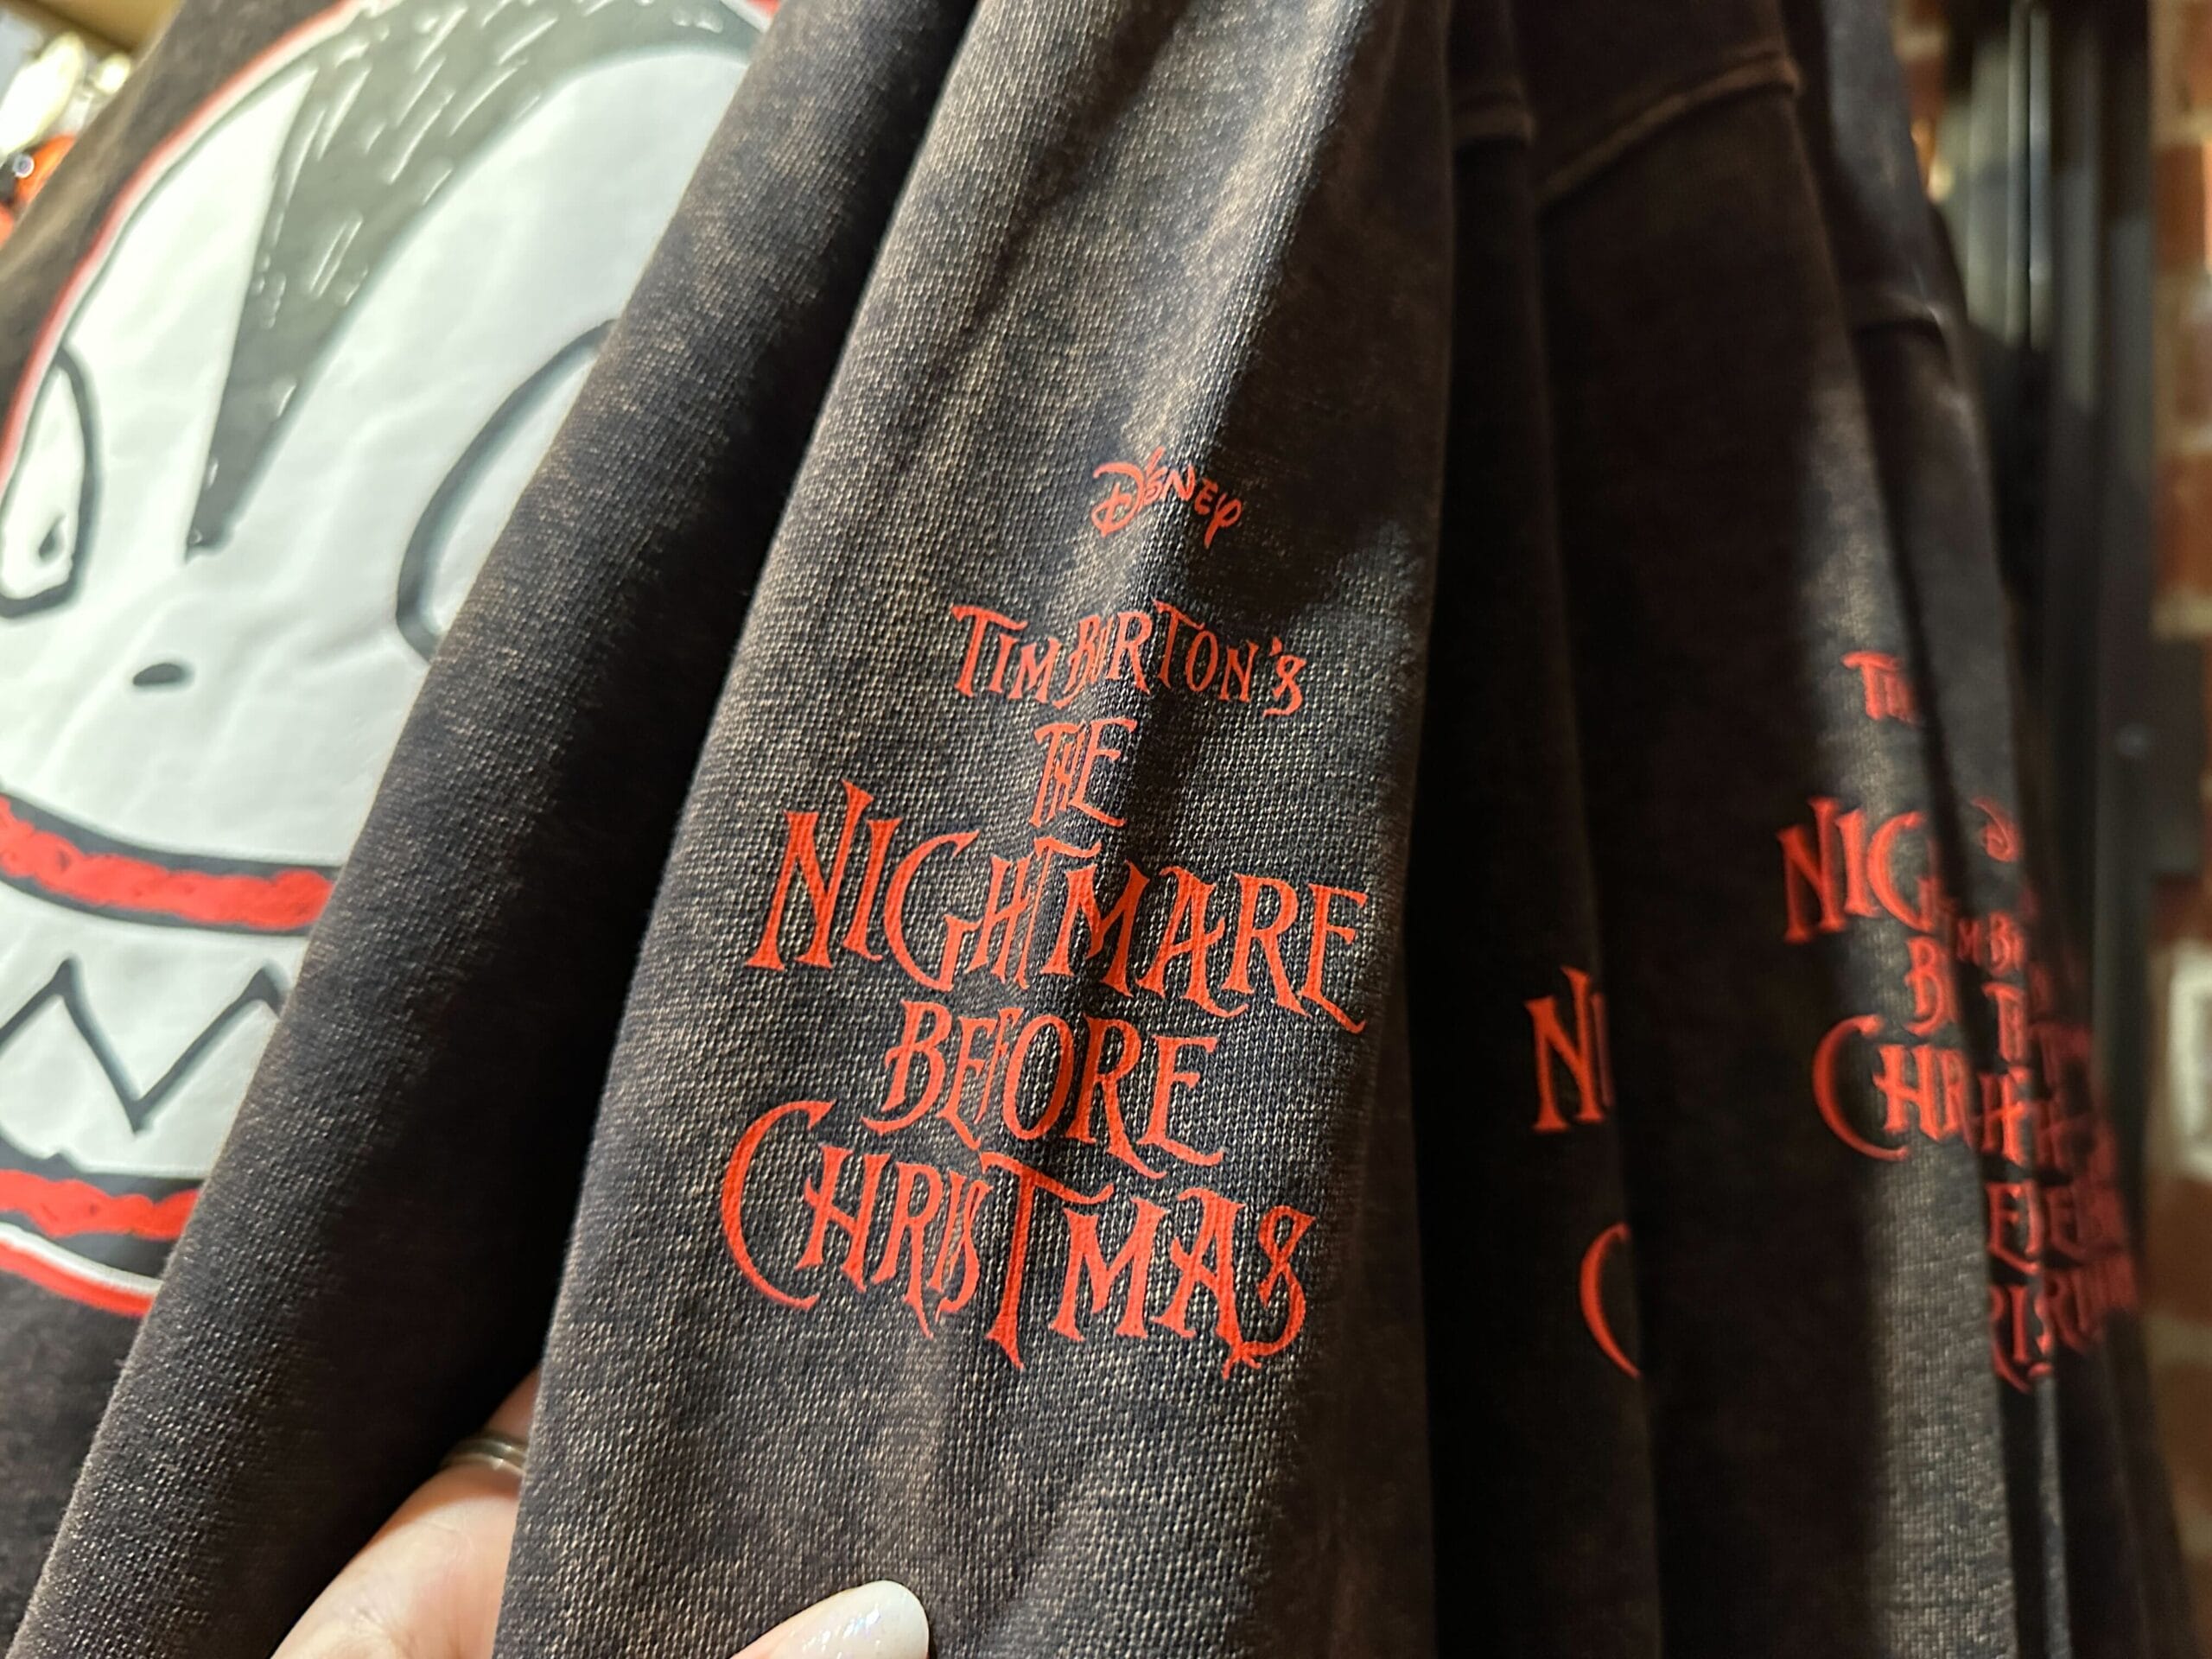 Disney
TIM BURTON'S
THE
NIGHTMARE
BEFORE
CHRISTMAS